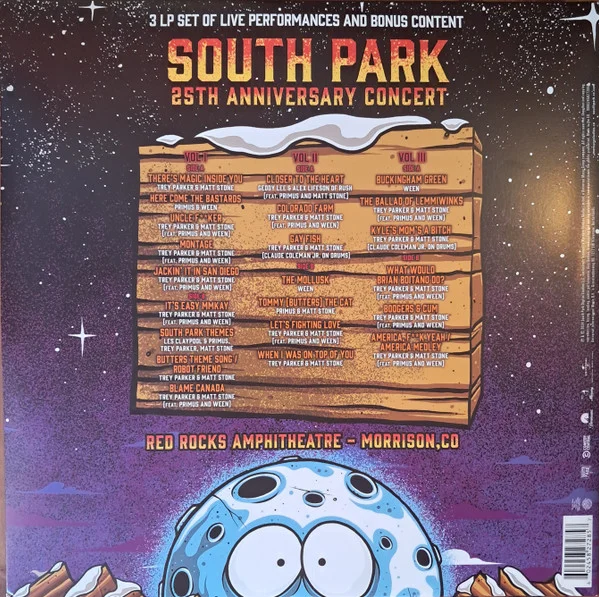 3 LP SET OF LIVE PERFORMANCES AND BONUS CONTENT
SOUTH PARK
25TH ANNIVERSARY CONCERT
VOL I
SIDE A
THERE'S MAGIC INSIDE YOU
TREY PARKER & MATT STONE
HERE COME THE BASTARDS
PRIMUS & WEEN
UNCLE F**KER
TREY PARKER & MATT STONE
(FEAT. PRIMUS AND WEEN)
MONTAGE
TREY PARKER & MATT STONE
(FEAT. PRIMUS AND WEEN)
JACKIN' IT IN SAN DIEGO
TREY PARKER & MATT STONE
(FEAT. PRIMUS AND WEEN)
IT'S EASY MMKAY
TREY PARKER & MATT STONE
(FEAT. PRIMUS AND WEEN)
SOUTH PARK THEMES
LES CLAYPOOL & PRIMUS,
TREY PARKER, MATT STONE
BUTTERS THEME SONG /
ROBOT FRIEND
TREY PARKER & MATT STONE
BLAME CANADA
TREY PARKER & MATT STONE
(FEAT. PRIMUS AND WEEN)
VOL II
SIDE A
CLOSER TO THE HEART
GEDDY LEE & ALEX LIFESON OF RUSH
(FEAT. PRIMUS AND MATT STONE)
COLORADO FARM
TREY PARKER & MATT STONE
(FEAT. PRIMUS AND WEEN)
GAY FISH
TREY PARKER & MATT STONE
(CLAUDE COLEMAN JR. ON DRUMS)
THE MOLLUSK
WEEN
TOMMY (BUTTERS) THE CAT
PRIMUS & MATT STONE
LET'S FIGHTING LOVE
TREY PARKER & MATT STONE
(FEAT. PRIMUS AND WEEN)
WHEN I WAS ON TOP OF YOU
TREY PARKER & MATT STONE
VOL III
SIDE A
BUCKINGHAM GREEN
WEEN
THE BALLAD OF LEMMIWINKS
TREY PARKER & MATT STONE
(FEAT. PRIMUS AND WEEN)
KYLE'S MOM'S A BITCH
TREY PARKER & MATT STONE
(CLAUDE COLEMAN JR. ON DRUMS)
SIDE B
WHAT WOULD
BRIAN BOITANO DO?
TREY PARKER & MATT STONE
(FEAT. PRIMUS AND WEEN)
BOOGERS & CUM
TREY PARKER & MATT STONE
(FEAT. PRIMUS AND WEEN)
AMERICA, F**K YEAH /
AMERICA MEDLEY
TREY PARKER & MATT STONE
(FEAT. PRIMUS AND WEEN)
RED ROCKS AMPHITHEATRE - MORRISON, CO